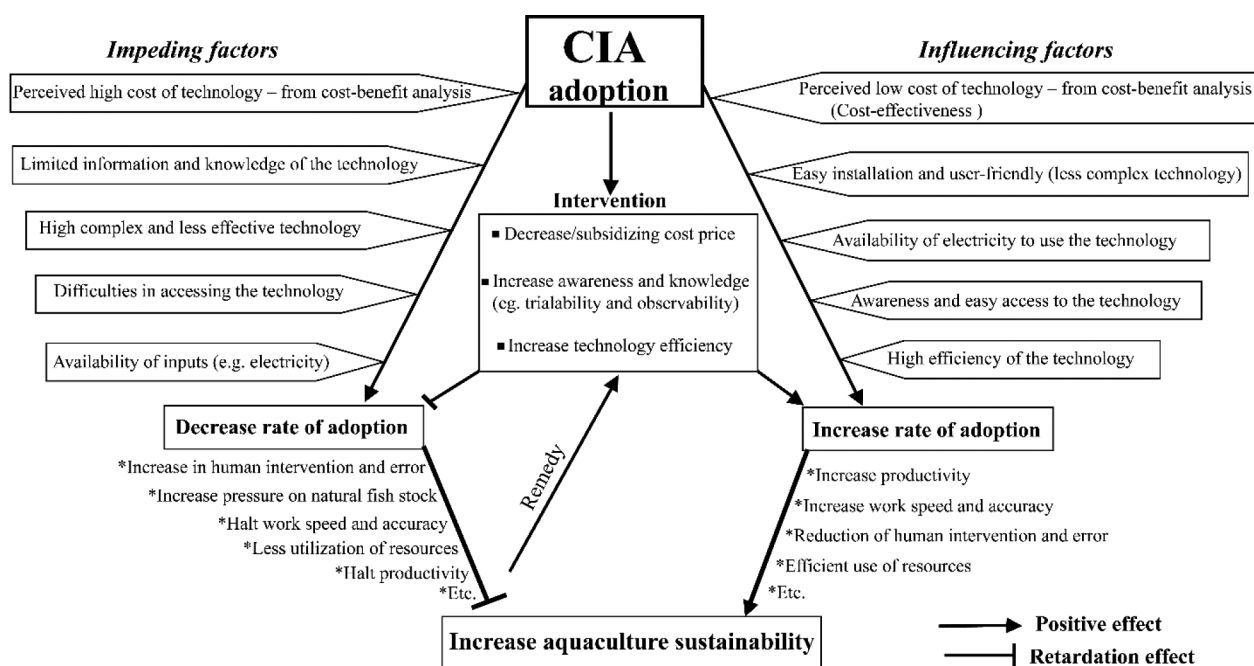 CIA
adoption
Impeding factors
Perceived high cost of technology – from cost-benefit analysis
Limited information and knowledge of the technology
High complex and less effective technology
Difficulties in accessing the technology
Availability of inputs (e.g. electricity)
Influencing factors
Perceived low cost of technology – from cost-benefit analysis
(Cost-effectiveness )
Easy installation and user-friendly (less complex technology)
Availability of electricity to use the technology
Awareness and easy access to the technology
High efficiency of the technology
Intervention
▪ Decrease/subsidizing cost price
▪ Increase awareness and knowledge
(eg. trialability and observability)
▪ Increase technology efficiency
Decrease rate of adoption
*Increase in human intervention and error
*Increase pressure on natural fish stock
*Halt work speed and accuracy
*Less utilization of resources
*Halt productivity
*Etc.
Remedy
Increase rate of adoption
*Increase productivity
*Increase work speed and accuracy
*Reduction of human intervention and error
*Efficient use of resources
*Etc.
Increase aquaculture sustainability
Positive effect
Retardation effect